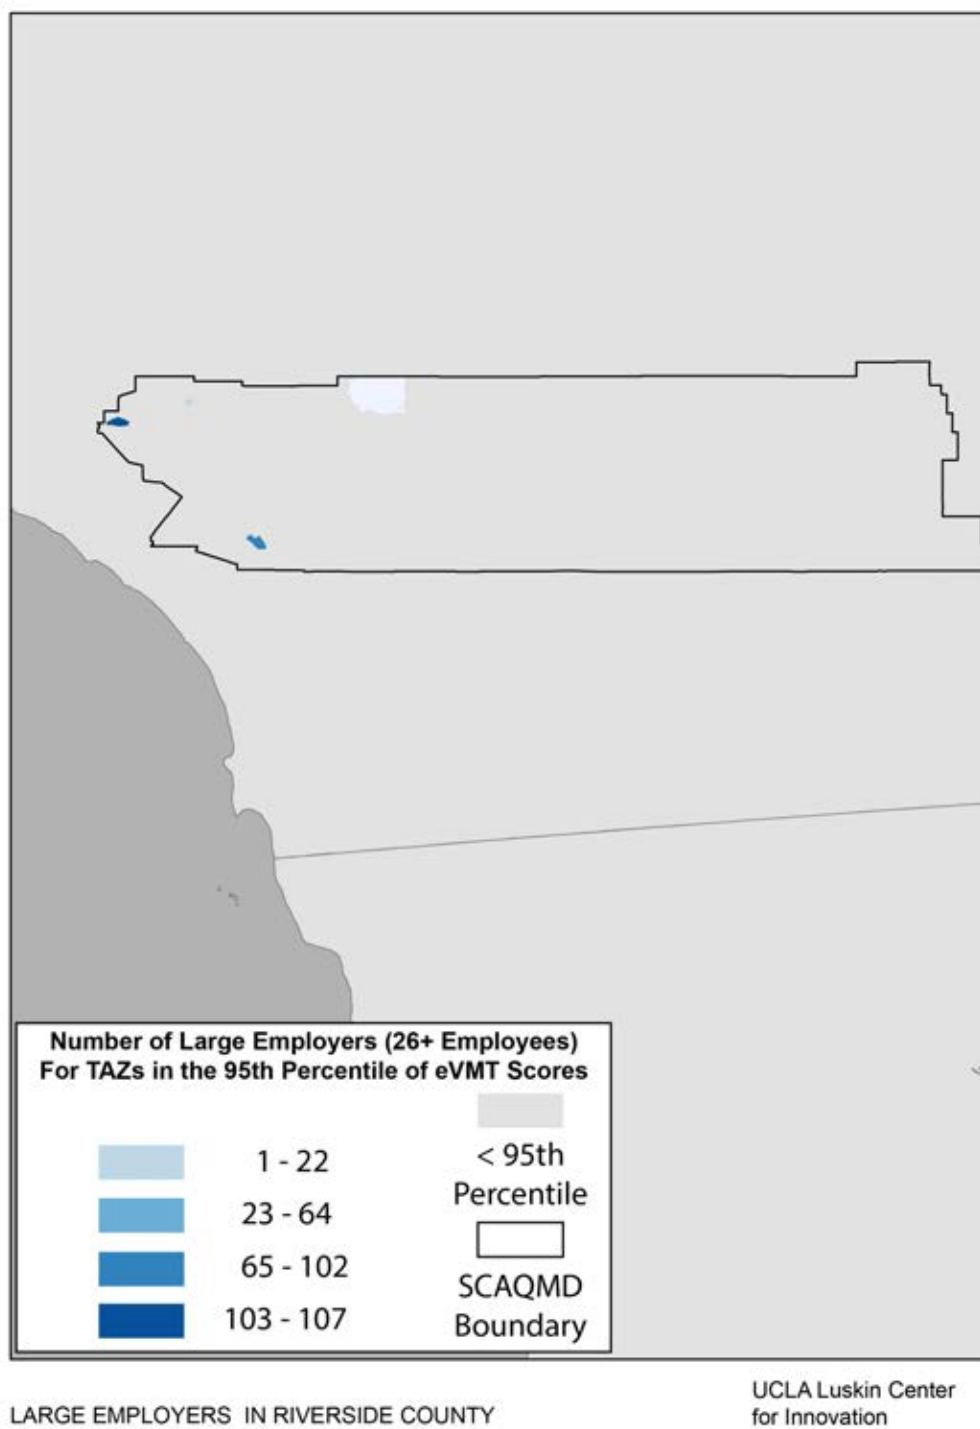 Number of Large Employers (26+ Employees)
For TAZs in the 95th Percentile of eVMT Scores
1 - 22
23 - 64
65 - 102
103 - 107
< 95th
Percentile
SCAQMD
Boundary
LARGE EMPLOYERS IN RIVERSIDE COUNTY
UCLA Luskin Center
for Innovation